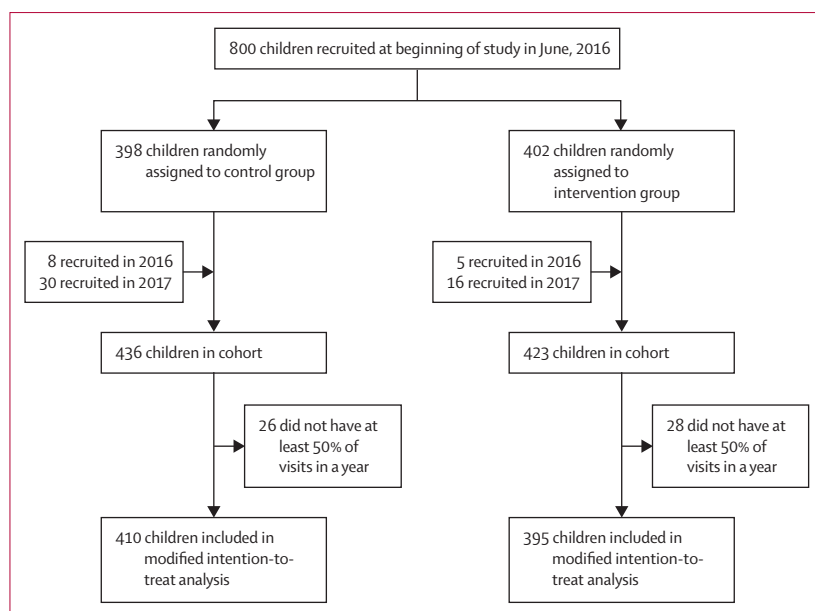 800 children recruited at beginning of study in June, 2016
398 children randomly
assigned to control group
402 children randomly
assigned to
intervention group
8 recruited in 2016
30 recruited in 2017
5 recruited in 2016
16 recruited in 2017
436 children in cohort
423 children in cohort
26 did not have at
least 50% of
visits in a year
28 did not have at
least 50% of
visits in a year
410 children included in
modified intention-to-
treat analysis
395 children included in
modified intention-to-
treat analysis